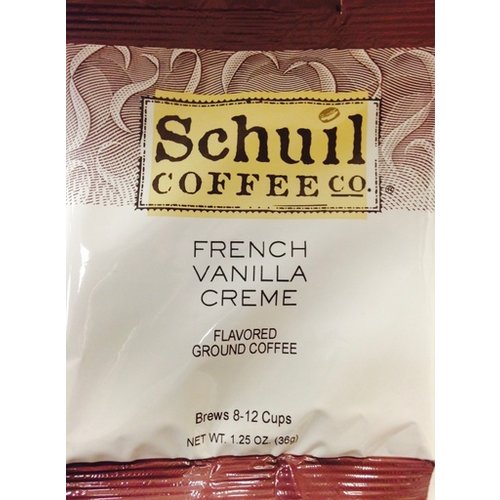 Schuil
COFFEE CO.®
FRENCH
VANILLA
CREME
FLAVORED
GROUND COFFEE
Brews 8-12 Cups
NET WT. 1.25 OZ. (36g)